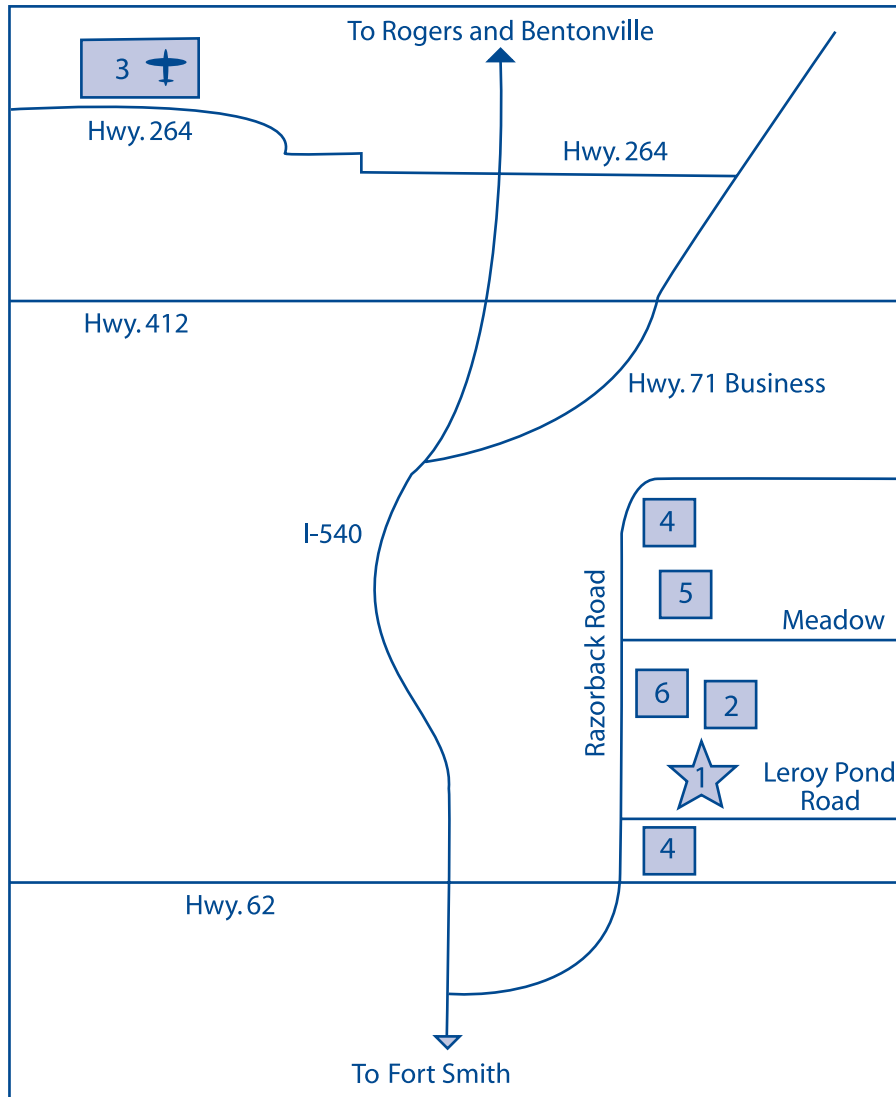 To Rogers and Bentonville
3
Hwy. 264
Hwy. 264
Hwy. 412
Hwy. 71 Business
4
I-540
5
Razorback Road
Meadow
6
2
1
Leroy Pond
Road
4
Hwy. 62
To Fort Smith